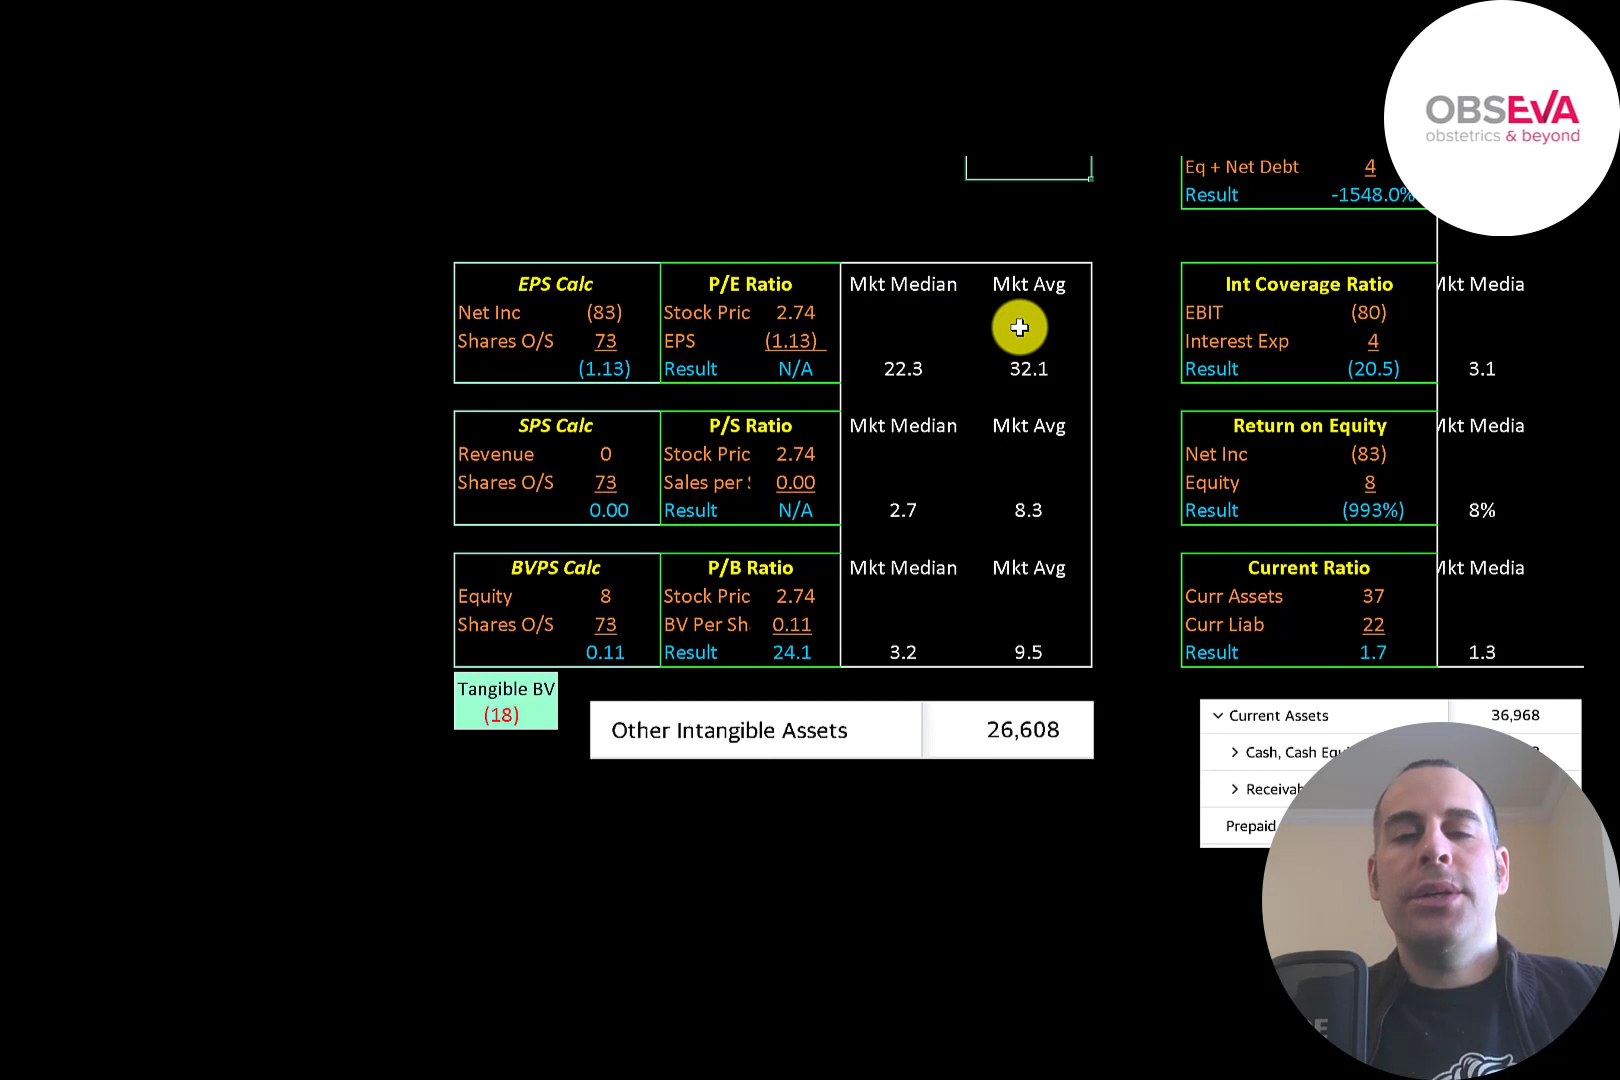 OBSEVA
obstetrics & beyond
Eq + Net Debt 4
Result -1548.0%
EPS Calc P/E Ratio Mkt Median Mkt Avg
Net Inc (83) Stock Pric 2.74
Shares O/S 73 EPS (1.13)
(1.13) Result N/A 22.3 32.1
SPS Calc P/S Ratio Mkt Median Mkt Avg
Revenue 0 Stock Pric 2.74
Shares O/S 73 Sales per 0.00
0.00 Result N/A 2.7 8.3
BVPS Calc P/B Ratio Mkt Median Mkt Avg
Equity 8 Stock Pric 2.74
Shares O/S 73 BV Per Sh 0.11
0.11 Result 24.1 3.2 9.5
Tangible BV
(18)
Other Intangible Assets 26,608
Int Coverage Ratio Mkt Media
EBIT (80)
Interest Exp 4
Result (20.5) 3.1
Return on Equity Mkt Media
Net Inc (83)
Equity 8
Result (993%) 8%
Current Ratio Mkt Media
Curr Assets 37
Curr Liab 22
Result 1.7 1.3
Current Assets 36,968
Cash, Cash Equ
Receivab
Prepaid